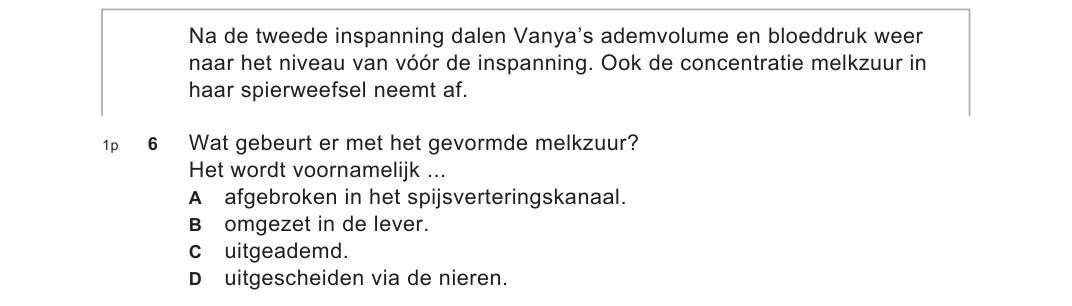 Na de tweede inspanning dalen Vanya’s ademvolume en bloeddruk weer
naar het niveau van vóór de inspanning. Ook de concentratie melkzuur in
haar spierweefsel neemt af.
1p 6 Wat gebeurt er met het gevormde melkzuur?
Het wordt voornamelijk ...
A afgebroken in het spijsverteringskanaal.
B omgezet in de lever.
C uitgeademd.
D uitgescheiden via de nieren.